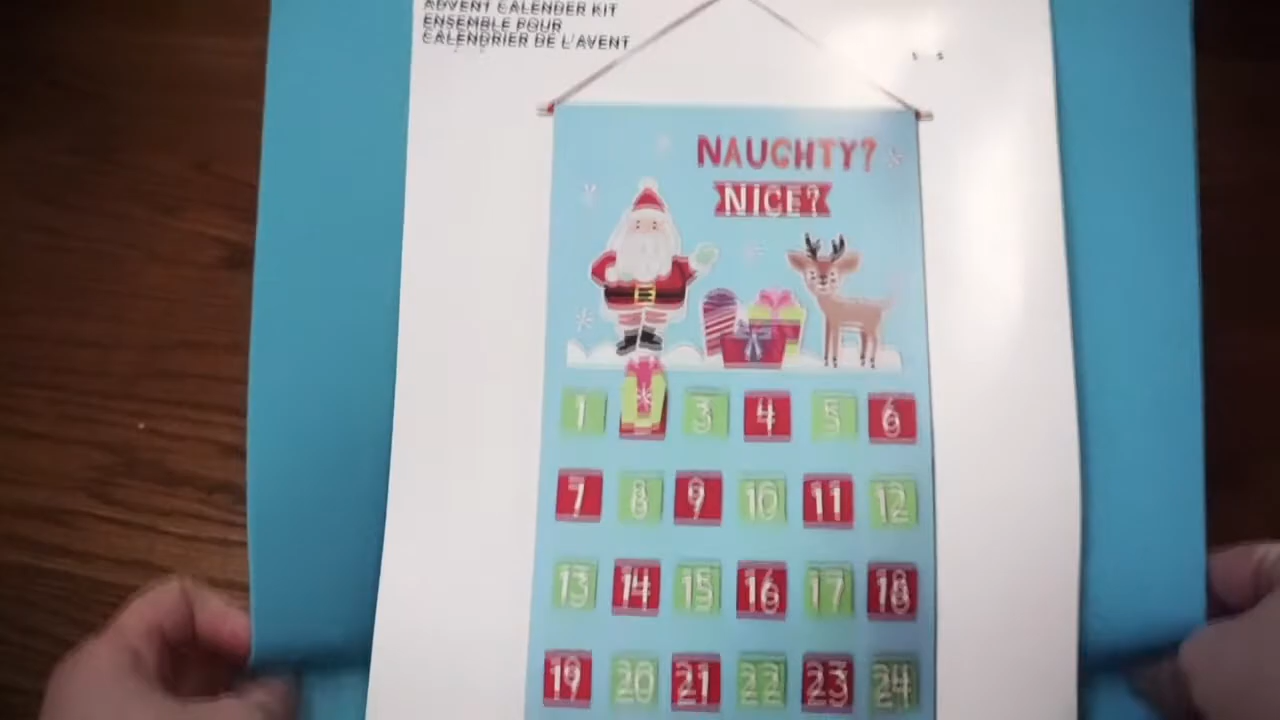 ADVENT CALENDER KIT
ENSEMBLE POUR
CALENDRIER DE L'AVENT
NAUGHTY?
NICE?
1 3 4 5 6
7 8 9 10 11 12
13 14 15 16 17 18
19 20 21 22 23 24